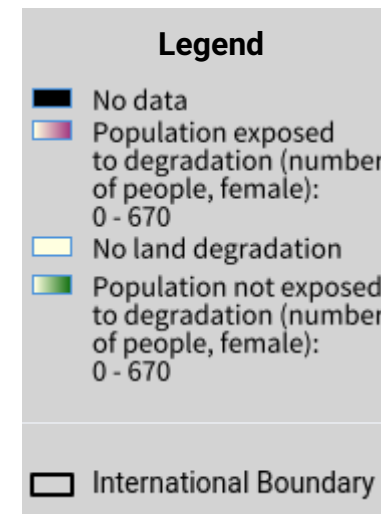 Legend
No data
Population exposed
to degradation (number
of people, female):
0 - 670
No land degradation
Population not exposed
to degradation (number
of people, female):
0 - 670
International Boundary